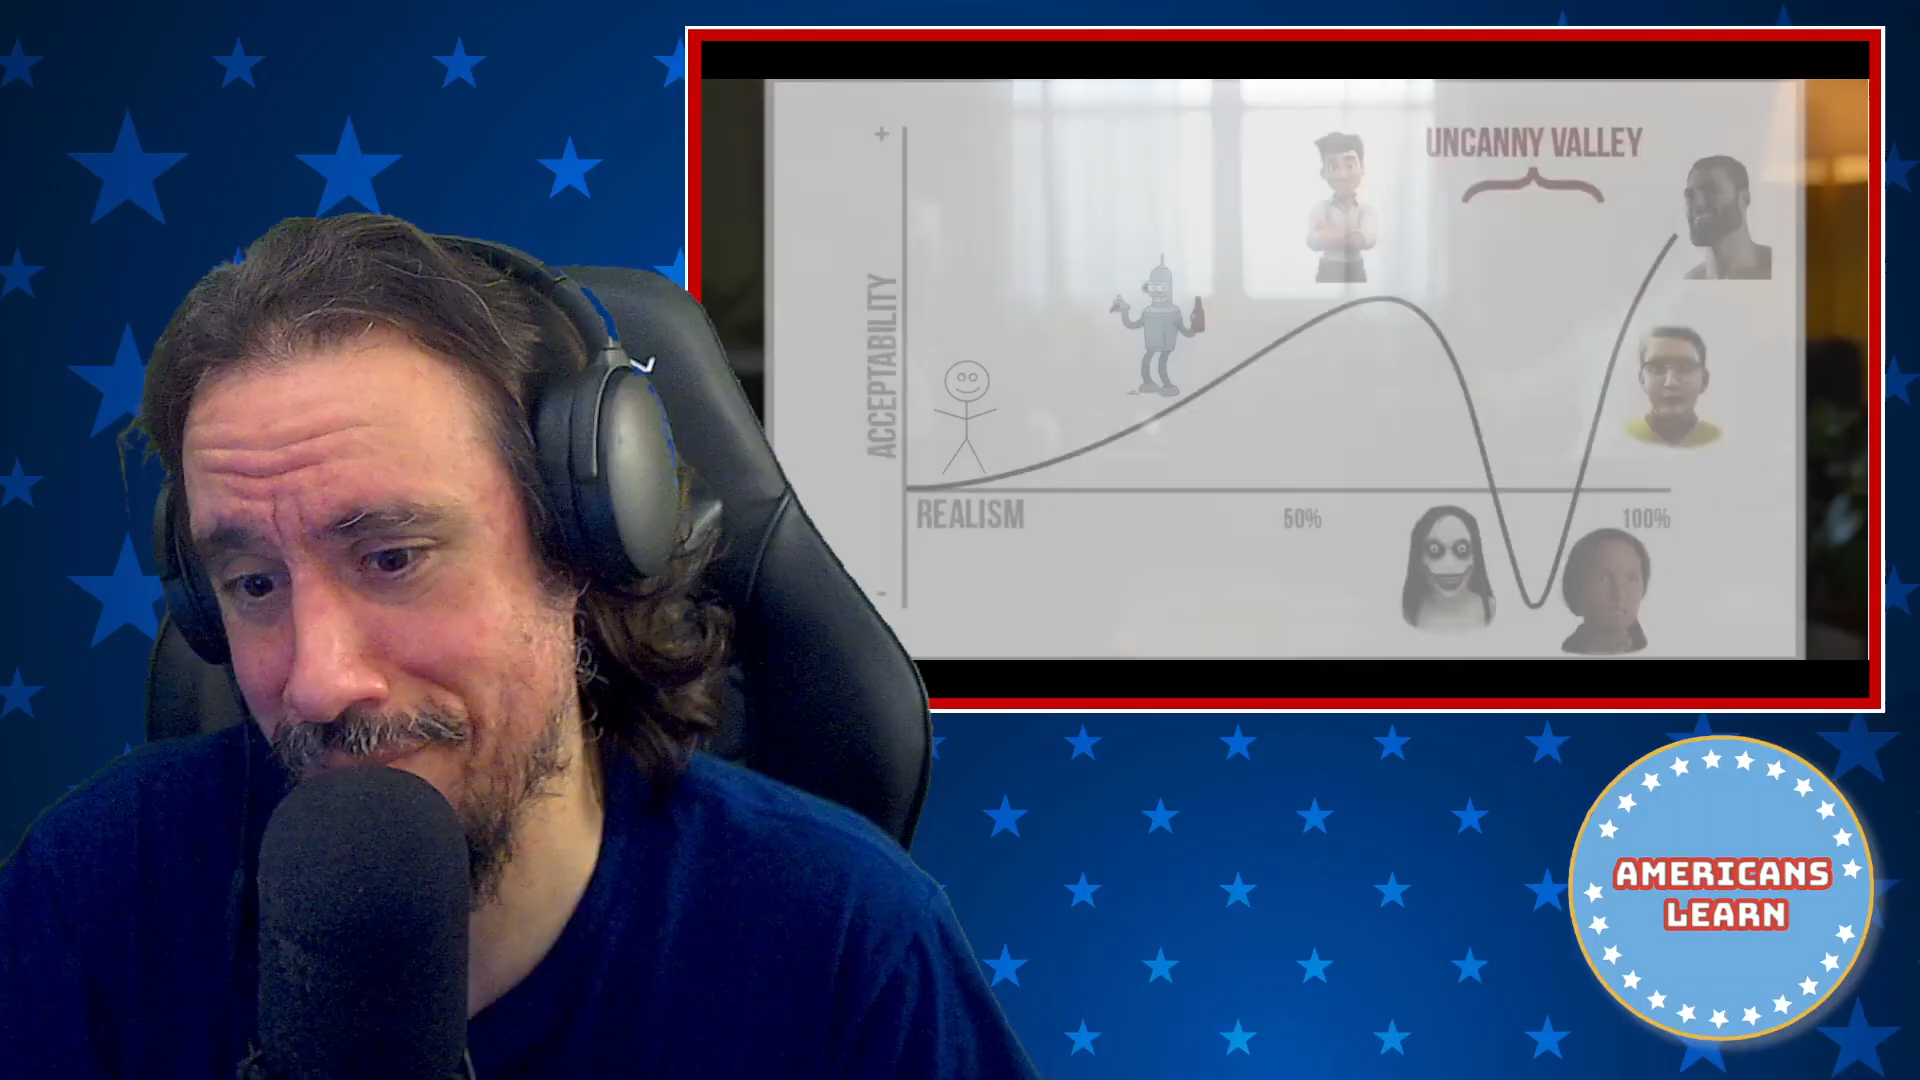 +
UNCANNY VALLEY
ACCEPTABILITY
REALISM
50%
100%
-
AMERICANS
LEARN